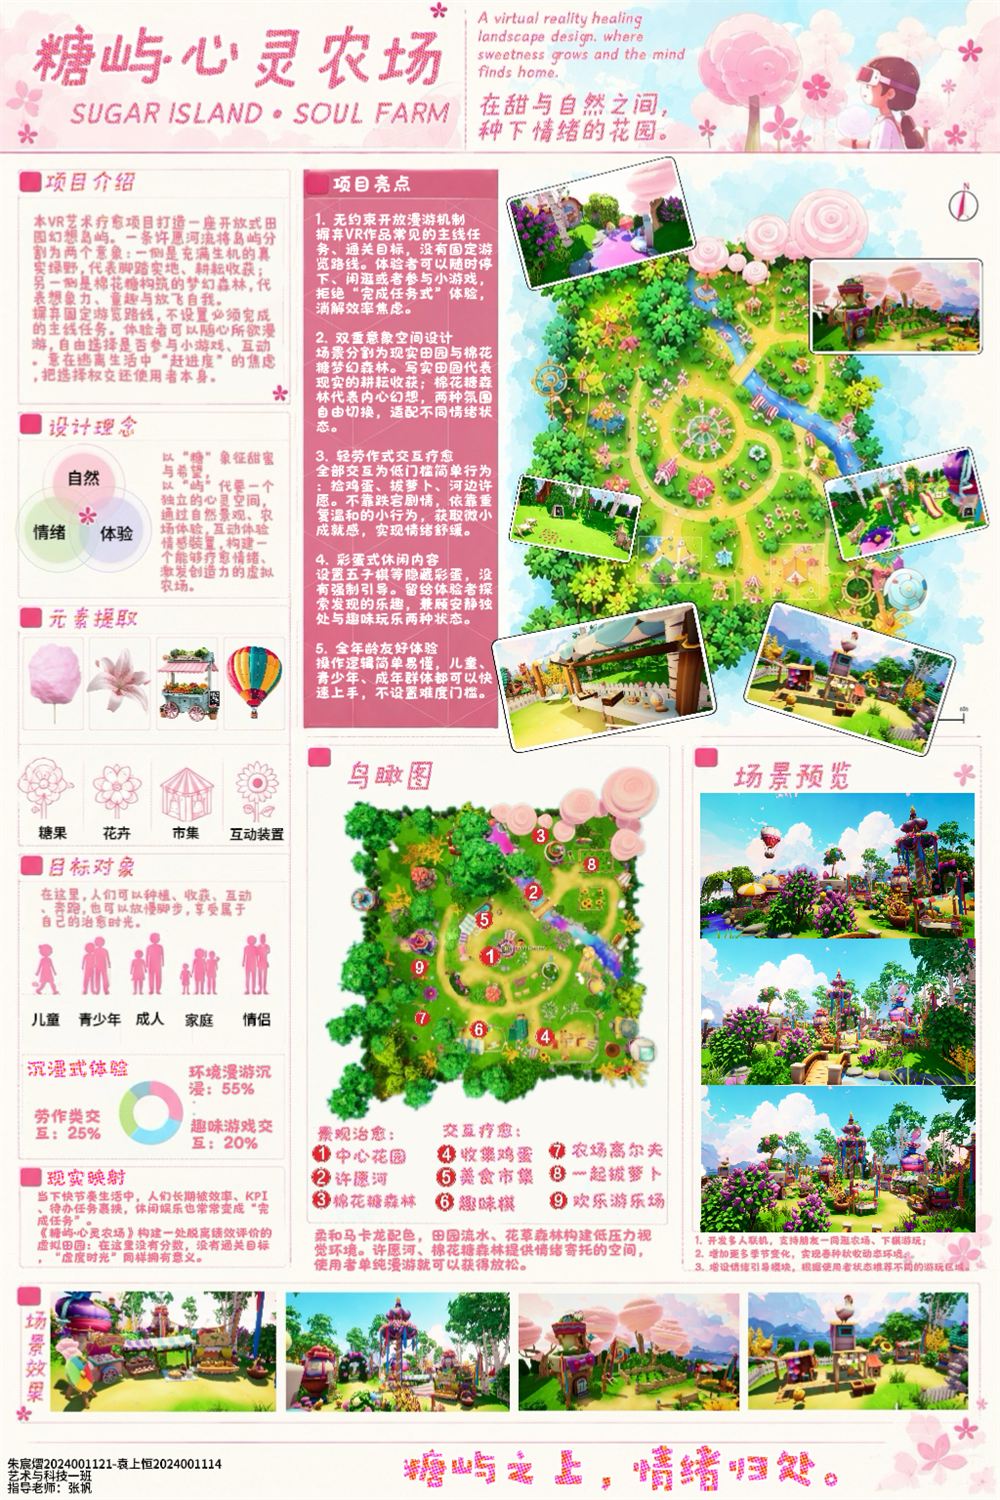 糖屿·心灵农场
SUGAR ISLAND • SOUL FARM
A virtual reality healing
landscape design. where
sweetness grows and the mind
finds home.
在甜与自然之间，
种下情绪的花园。
项目介绍
本VR艺术疗愈项目打造一座开放式田
园幻想岛屿。一条许愿河流将岛屿分
割为两个意象：一侧是充满生机的真
实绿野，代表脚踏实地、耕耘收获；
另一侧是棉花糖构筑的梦幻森林，代
表想象力、童趣与放飞自我。
摒弃固定游览路线，不设置必须完成
的主线任务。体验者可以随心所欲漫
游，自由选择是否参与小游戏、互动
。意在逃离生活中“赶进度”的焦虑
，把选择权交还使用者本身。
设计理念
自然
情绪
体验
以“糖”象征甜蜜
与希望
以“屿”代表一个
独立的心灵空间，
通过自然景观、农
场体验，互动体验
情感装置，构建一
个能够疗愈情绪、
激发创造力的虚拟
农场。
元素提取
糖果
花卉
市集
互动装置
目标对象
在这里，人们可以种植、收获、互动
、奔跑，也可以放慢脚步，享受属于
自己的治愈时光。
儿童
青少年
成人
家庭
情侣
沉浸式体验
环境漫游沉
浸：55%
劳作类交
互：25%
趣味游戏交
互：20%
现实映射
当下快节奏生活中，人们长期被效率、KPI
、待办任务裹挟，休闲娱乐也常常变成“完
成任务”。
《糖屿·心灵农场》构建一处脱离绩效评价的
虚拟田园：在这里没有分数，没有通关目标
，“虚度时光”同样拥有意义。
项目亮点
1. 无约束开放漫游机制
摒弃VR作品常见的主线任
务、通关目标，没有固定游
览路线。体验者可以随时停
下、闲逛或者参与小游戏，
拒绝“完成任务式”体验，
消解效率焦虑。
2. 双重意象空间设计
场景分割为现实田园与棉花
糖梦幻森林。写实田园代表
现实的耕耘收获；棉花糖森
林代表内心幻想，两种氛围
自由切换，适配不同情绪状
态。
3. 轻劳作式交互疗愈
全部交互为低门槛简单行为
：捡鸡蛋、拔萝卜、河边许
愿。不靠跌宕剧情，依靠重
复温和的小行为，获取微小
成就感，实现情绪舒缓。
4. 彩蛋式休闲内容
设置五子棋等隐藏彩蛋，没
有强制引导。留给体验者探
索发现的乐趣，兼顾安静独
处与趣味玩乐两种状态。
5. 全年龄友好体验
操作逻辑简单易懂，儿童、
青少年、成年群体都可以快
速上手，不设置难度门槛。
N
鸟瞰图
3
8
2
5
1
9
7
6
4
景观治愈：
1 中心花园
2 许愿河
3 棉花糖森林
交互疗愈：
4 收集鸡蛋
5 美食市集
6 趣味棋
7 农场高尔夫
8 一起拔萝卜
9 欢乐游乐场
柔和马卡龙配色，田园流水、花草森林构建低压力视
觉环境。许愿河、棉花糖森林提供情绪寄托的空间，
使用者单纯漫游就可以获得放松。
场景预览
1. 开发多人联机，支持朋友一同逛农场、下棋游玩；
2. 增加更多季节变化，实现春种秋收动态环境；
3. 增设情绪引导模块，根据使用者状态推荐不同的游玩区域。
场景效果
朱宸熠2024001121-袁上恒2024001114
艺术与科技一班
指导老师：张帆
糖屿之上，情绪归处。